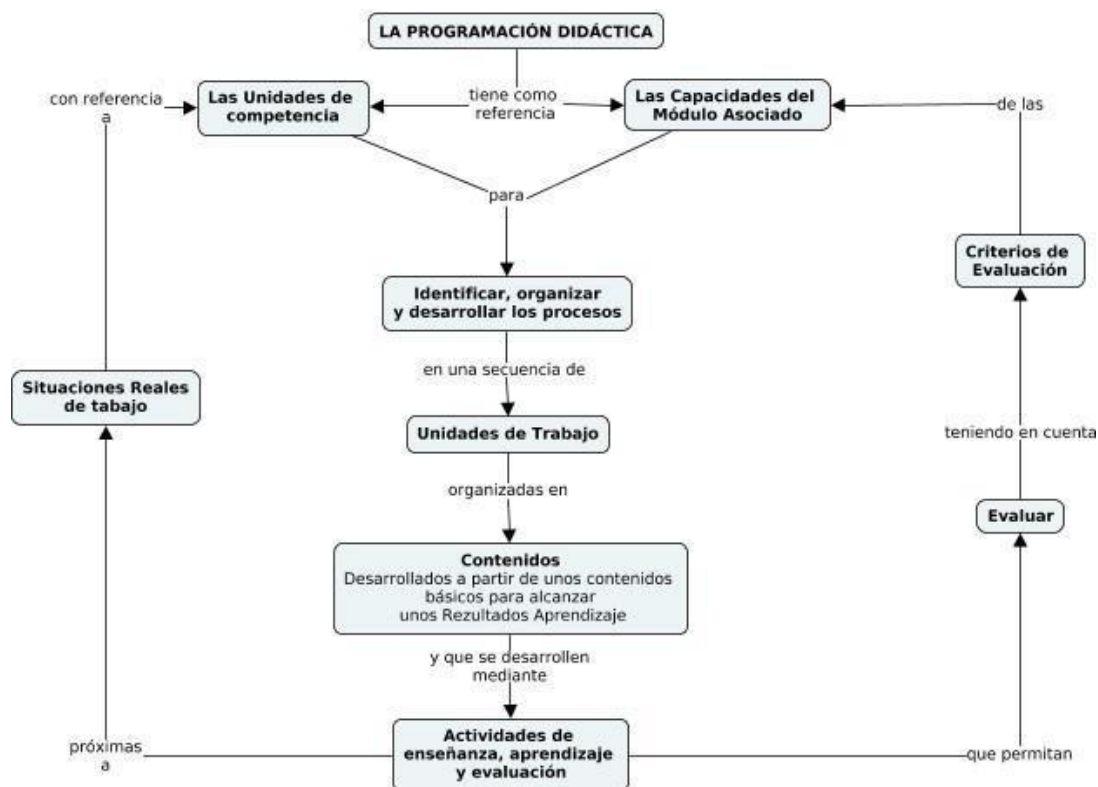 LA PROGRAMACIÓN DIDÁCTICA
con referencia
a
Las Unidades de
competencia
tiene como
referencia
Las Capacidades del
Módulo Asociado
de las
para
Criterios de
Evaluación
Identificar, organizar
y desarrollar los procesos
en una secuencia de
Situaciones Reales
de tabajo
Unidades de Trabajo
teniendo en cuenta
organizadas en
Evaluar
Contenidos
Desarrollados a partir de unos contenidos
básicos para alcanzar
unos Rezultados Aprendizaje
y que se desarrollen
mediante
próximas
a
Actividades de
enseñanza, aprendizaje
y evaluación
que permitan